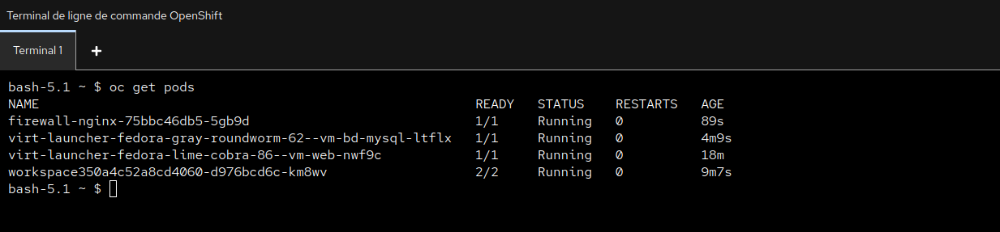 Terminal de ligne de commande OpenShift
Terminal 1 +
bash-5.1 ~ $ oc get pods
NAME READY STATUS RESTARTS AGE
firewall-nginx-75bbc46db5-5gb9d 1/1 Running 0 89s
virt-launcher-fedora-gray-roundworm-62--vm-bd-mysql-ltflx 1/1 Running 0 4m9s
virt-launcher-fedora-lime-cobra-86--vm-web-nwf9c 1/1 Running 0 18m
workspace350a4c52a8cd4060-d976bcd6c-km8wv 2/2 Running 0 9m7s
bash-5.1 ~ $